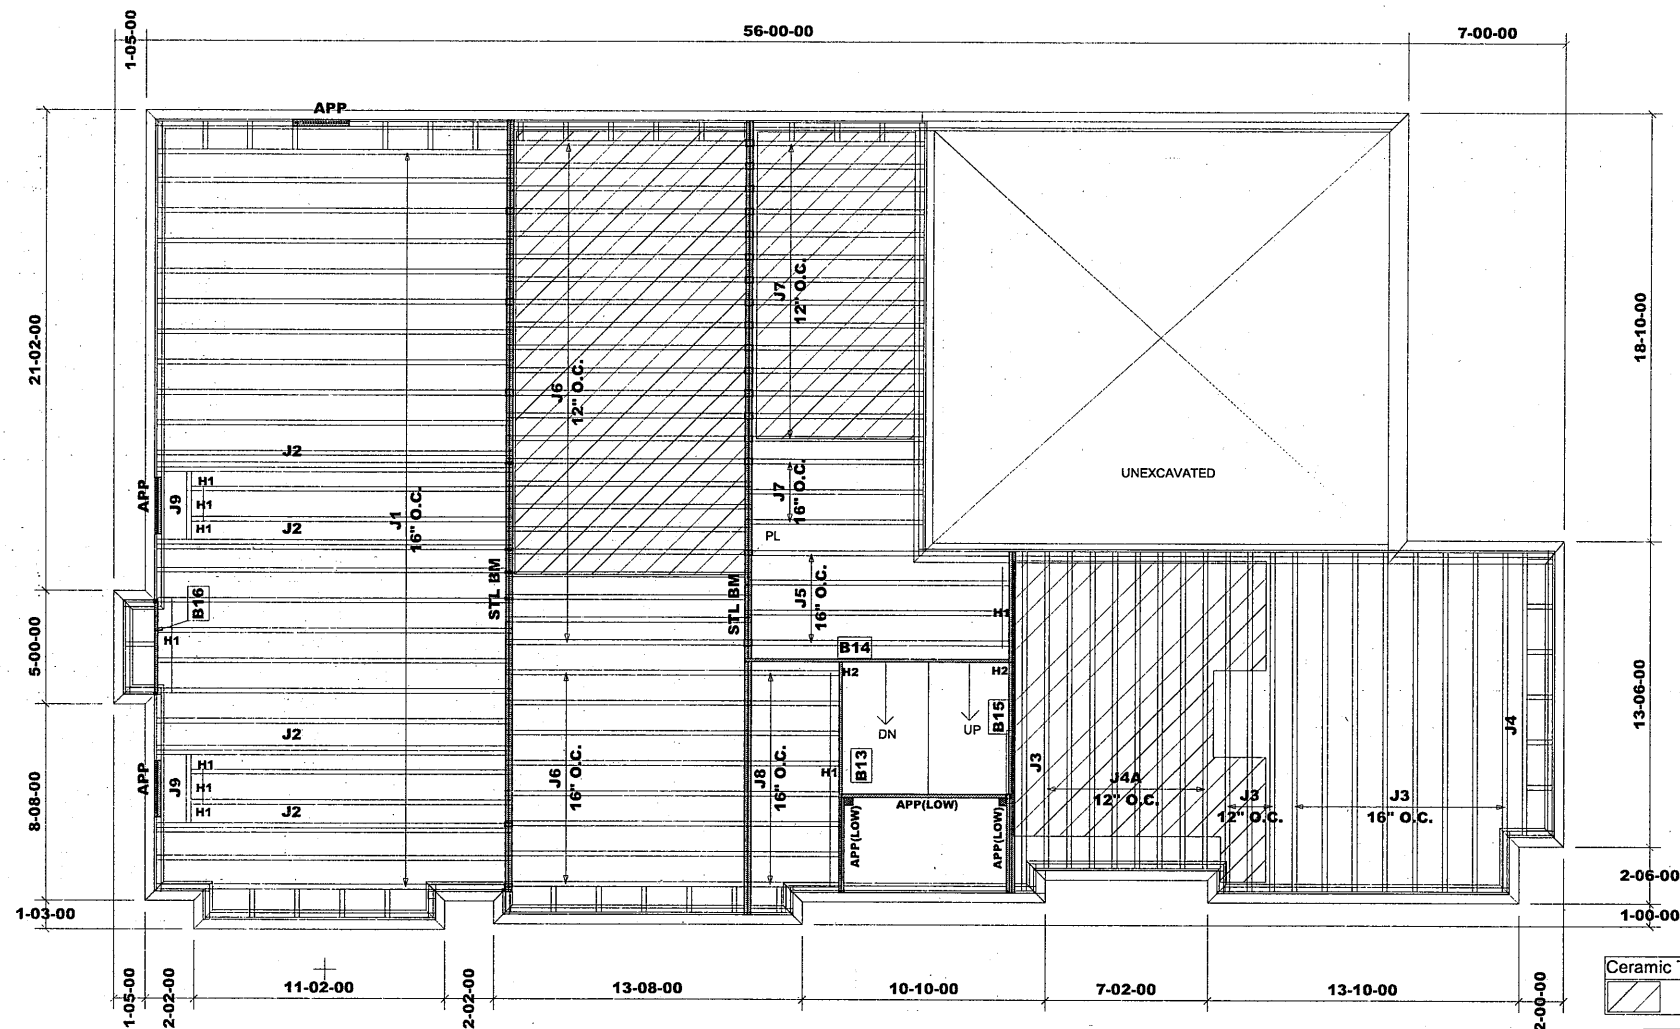 1-05-00
56-00-00
7-00-00
APP
21-02-00
18-10-00
J7
12" O.C.
J6
12" O.C.
J2
UNEXCAVATED
APP
J9
H1
H1
H1
J2
J1
16" O.C.
J7
16" O.C.
PL
STL BM
STL BM
J5
16" O.C.
H1
B16
H1
B14
5-00-00
H2
H2
13-06-00
B15
DN
UP
J4
J2
APP
J9
H1
H1
H1
J2
J6
16" O.C.
J8
16" O.C.
H1
B13
J3
J4A
12" O.C.
J3
12" O.C.
J3
16" O.C.
8-08-00
APP(LOW)
APP(LOW)
APP(LOW)
2-06-00
1-03-00
1-00-00
Ceramic
1-05-00
2-02-00
11-02-00
2-02-00
13-08-00
10-10-00
7-02-00
13-10-00
2-00-00